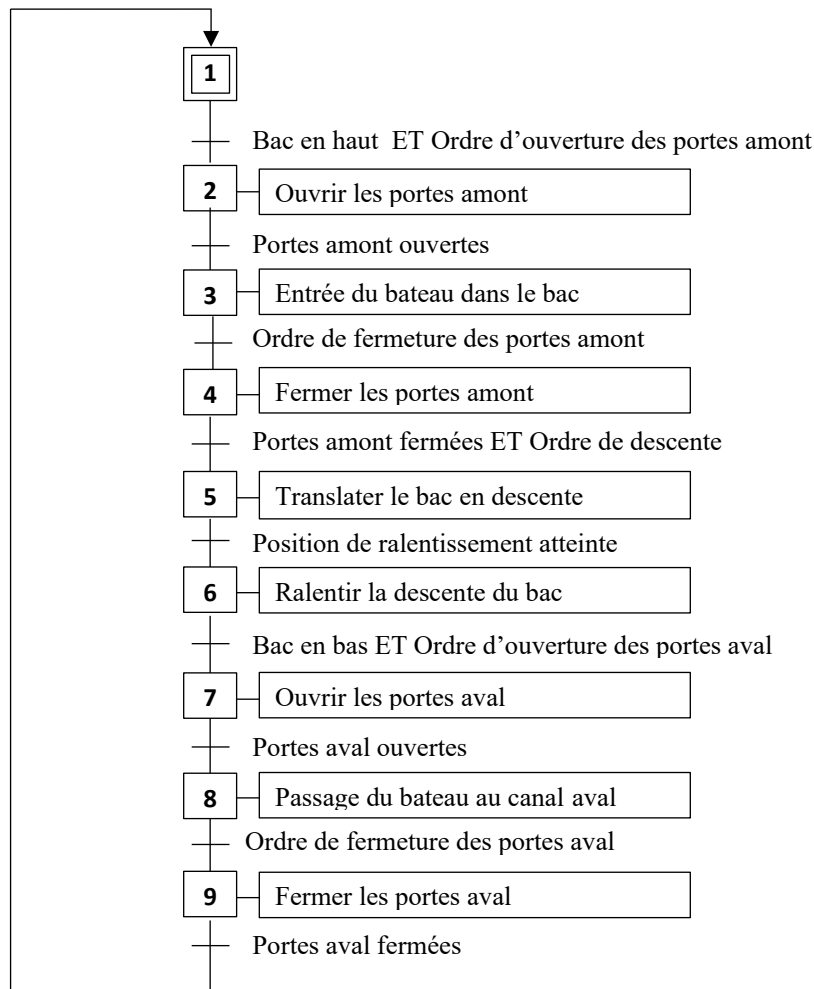 1
Bac en haut ET Ordre d'ouverture des portes amont
2 Ouvrir les portes amont
Portes amont ouvertes
3 Entrée du bateau dans le bac
Ordre de fermeture des portes amont
4 Fermer les portes amont
Portes amont fermées ET Ordre de descente
5 Translater le bac en descente
Position de ralentissement atteinte
6 Ralentir la descente du bac
Bac en bas ET Ordre d'ouverture des portes aval
7 Ouvrir les portes aval
Portes aval ouvertes
8 Passage du bateau au canal aval
Ordre de fermeture des portes aval
9 Fermer les portes aval
Portes aval fermées